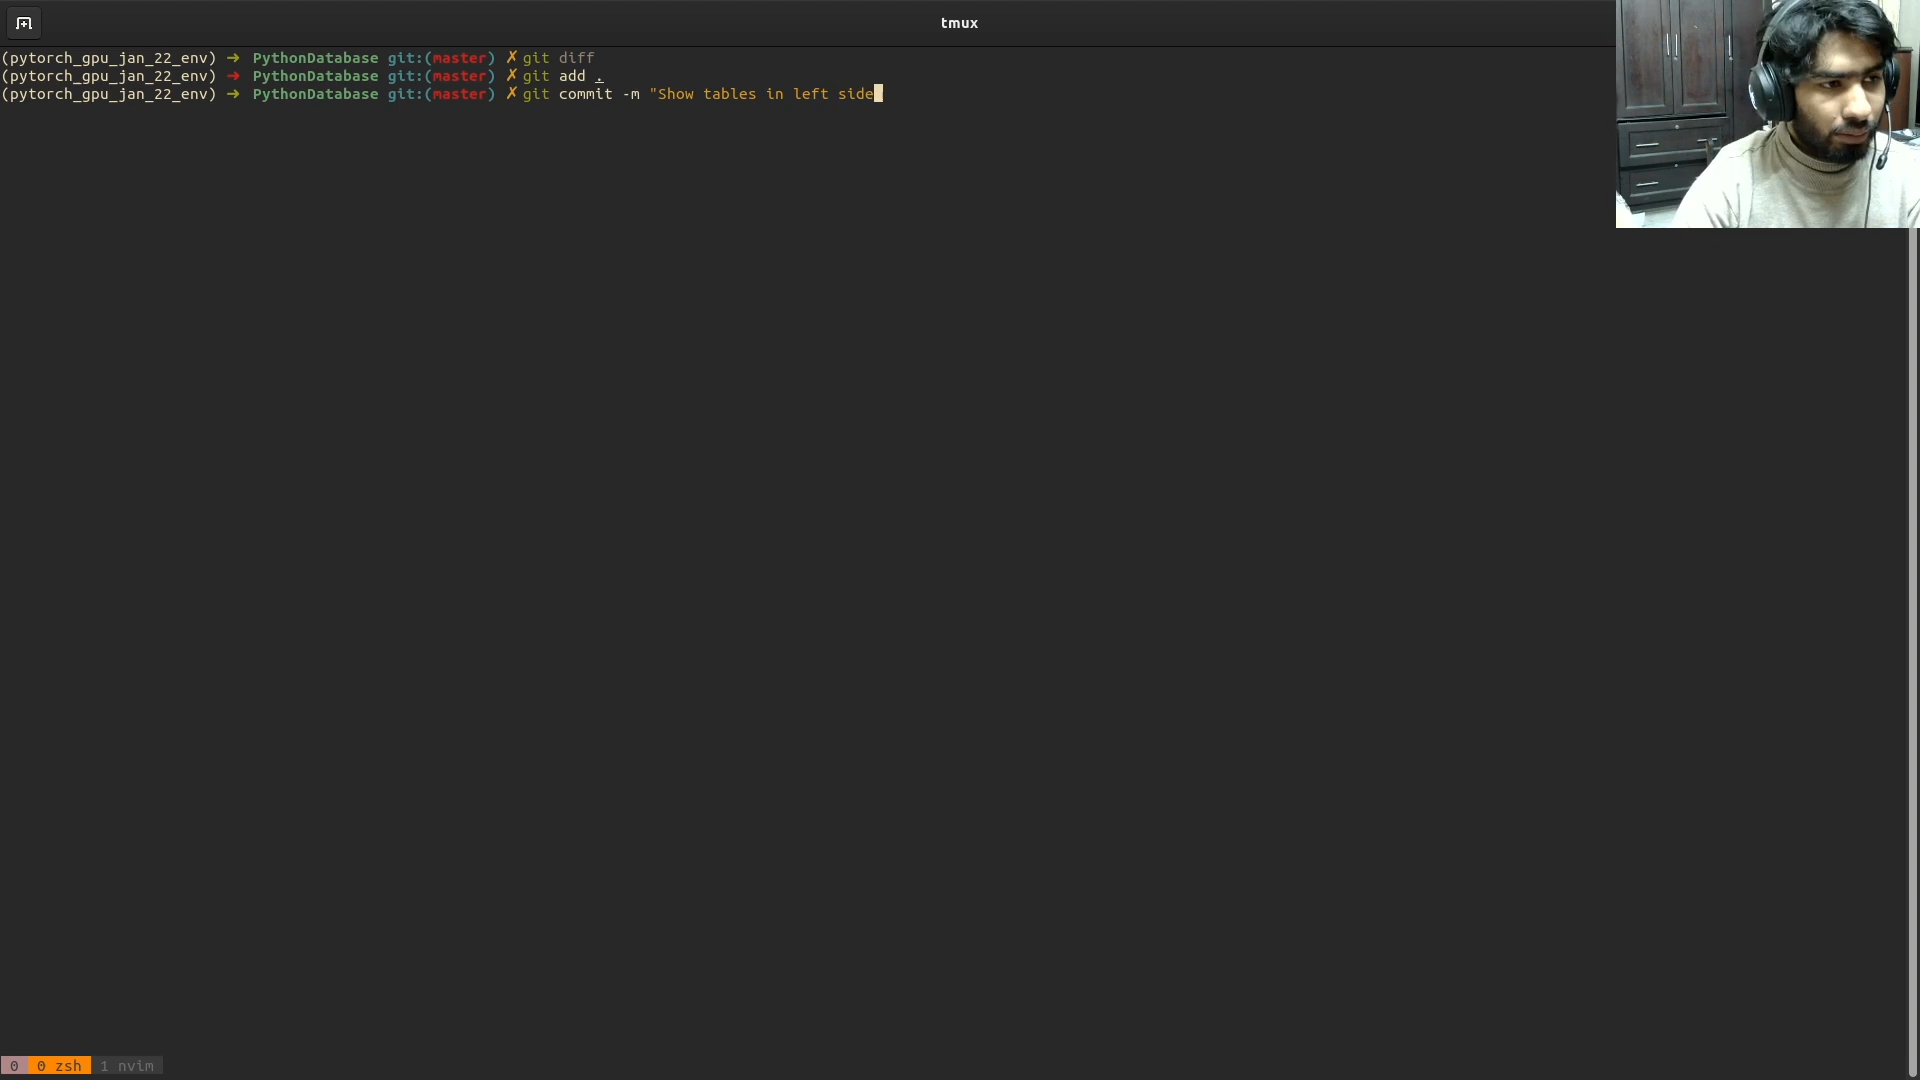 tmux
(pytorch_gpu_jan_22_env) ➜ PythonDatabase git:(master) ✗ git diff
(pytorch_gpu_jan_22_env) ➜ PythonDatabase git:(master) ✗ git add .
(pytorch_gpu_jan_22_env) ➜ PythonDatabase git:(master) ✗ git commit -m "Show tables in left side
0 0 zsh 1 nvim